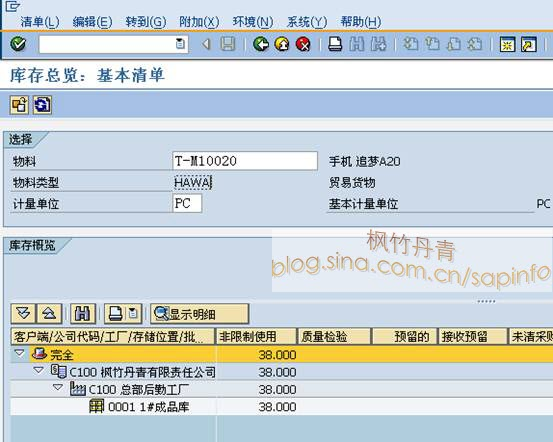 清单(L) 编辑(E) 转到(G) 附加(X) 环境(N) 系统(Y) 帮助(H)
库存总览: 基本清单
选择
物料 T-M10020 手机 追梦A20
物料类型 HAWA 贸易货物
计量单位 PC 基本计量单位 PC
枫竹丹青
blog.sina.com.cn/sapinfo
库存概览
显示明细
客户端/公司代码/工厂/存储位置/批... 非限制使用 质量检验 预留的 接收预留 未清采购
完全 38.000
C100 枫竹丹青有限责任公司 38.000
C100 总部后勤工厂 38.000
0001 1#成品库 38.000